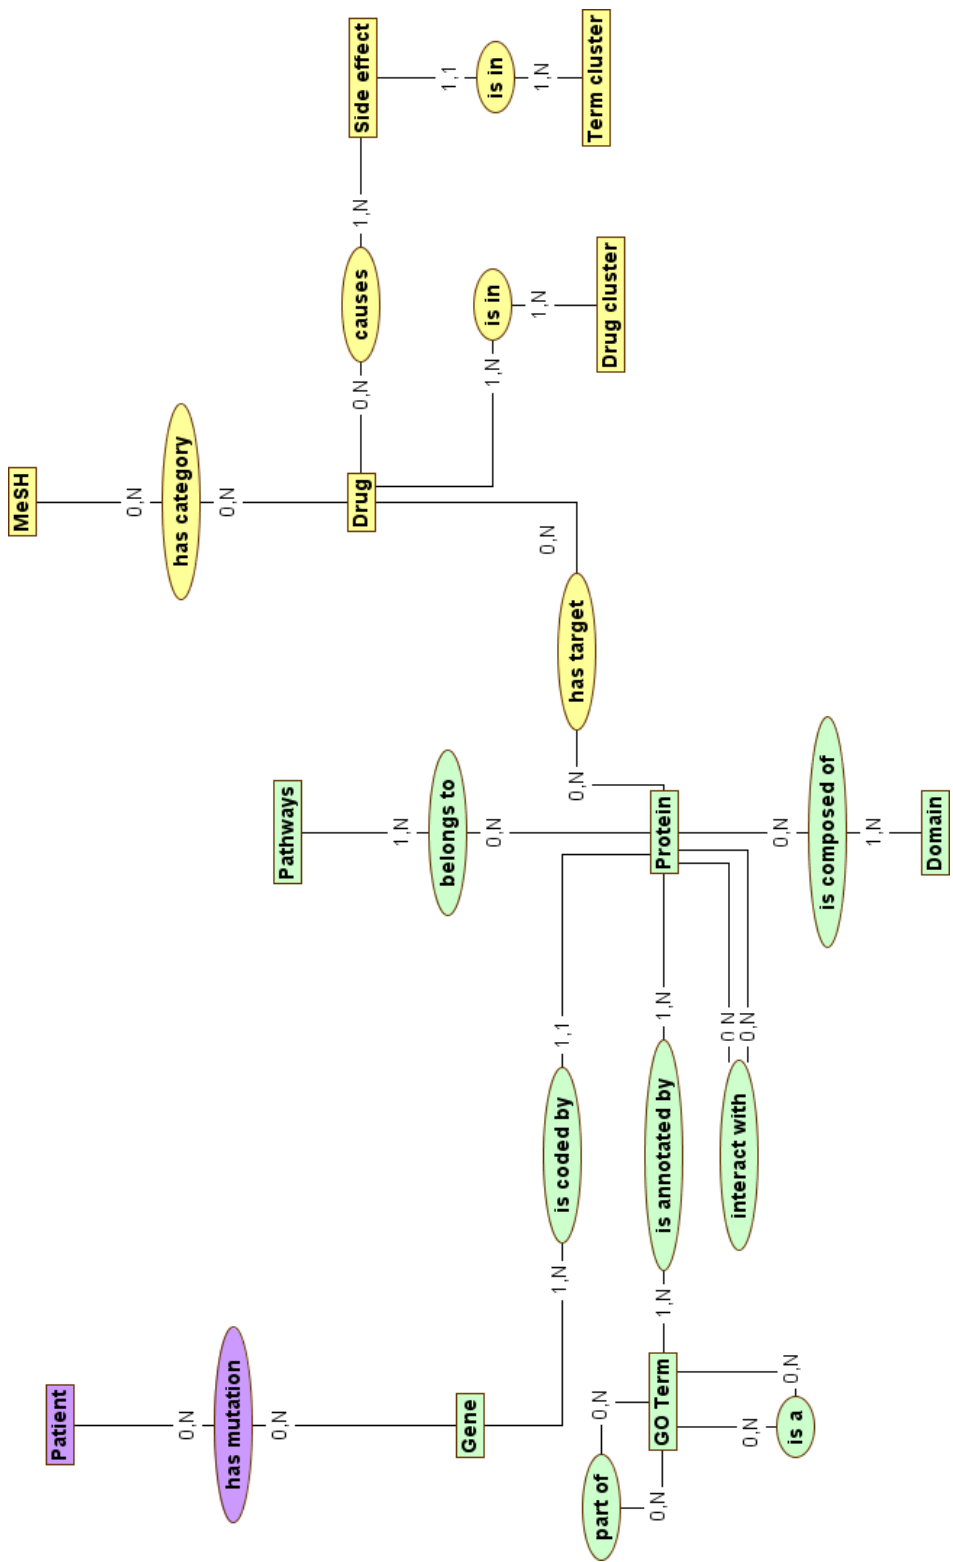 MeSH
Patient
0,N
has category
0,N
0,N
has mutation
0,N
Pathways
Drug
0,N
causes
1,N
Side effect
1,N
belongs to
1,1
Gene
0,N
1,N
is in
is in
0,N
1,N
1,N
1,N
is coded by
1,1
0,N
has target
Term cluster
part of
0,N
Drug cluster
0,N
GO Term
1,N
is annotated by
1,N
Protein
0,N
interact with
0,N
0,N
0,N
0,N
is a
is composed of
1,N
Domain